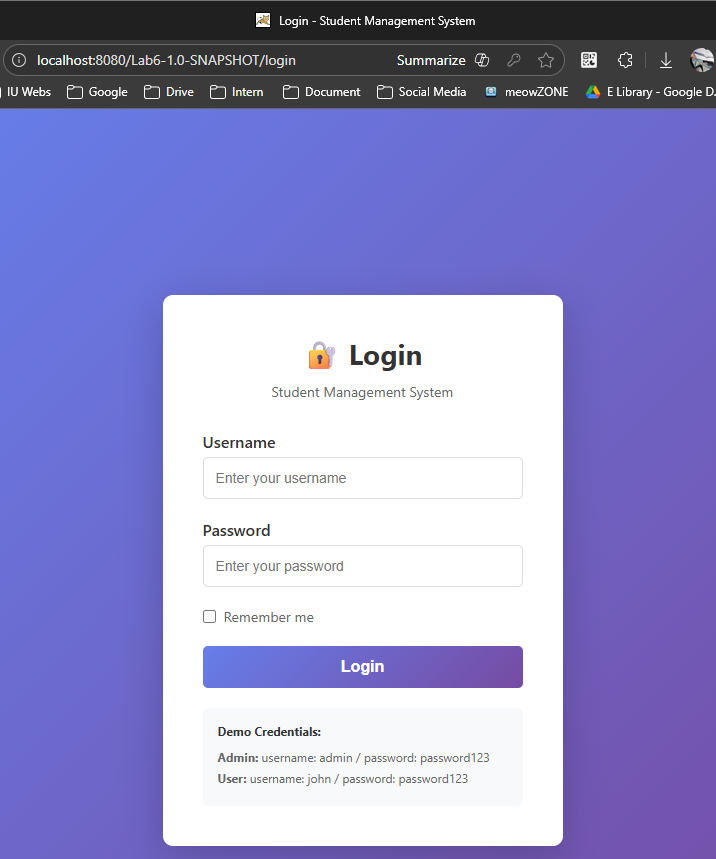 Login - Student Management System
localhost:8080/Lab6-1.0-SNAPSHOT/login Summarize
IU Webs Google Drive Intern Document Social Media meowZONE E Library - Google D.
Login
Student Management System
Username
Enter your username
Password
Enter your password
Remember me
Login
Demo Credentials:
Admin: username: admin / password: password123
User: username: john / password: password123